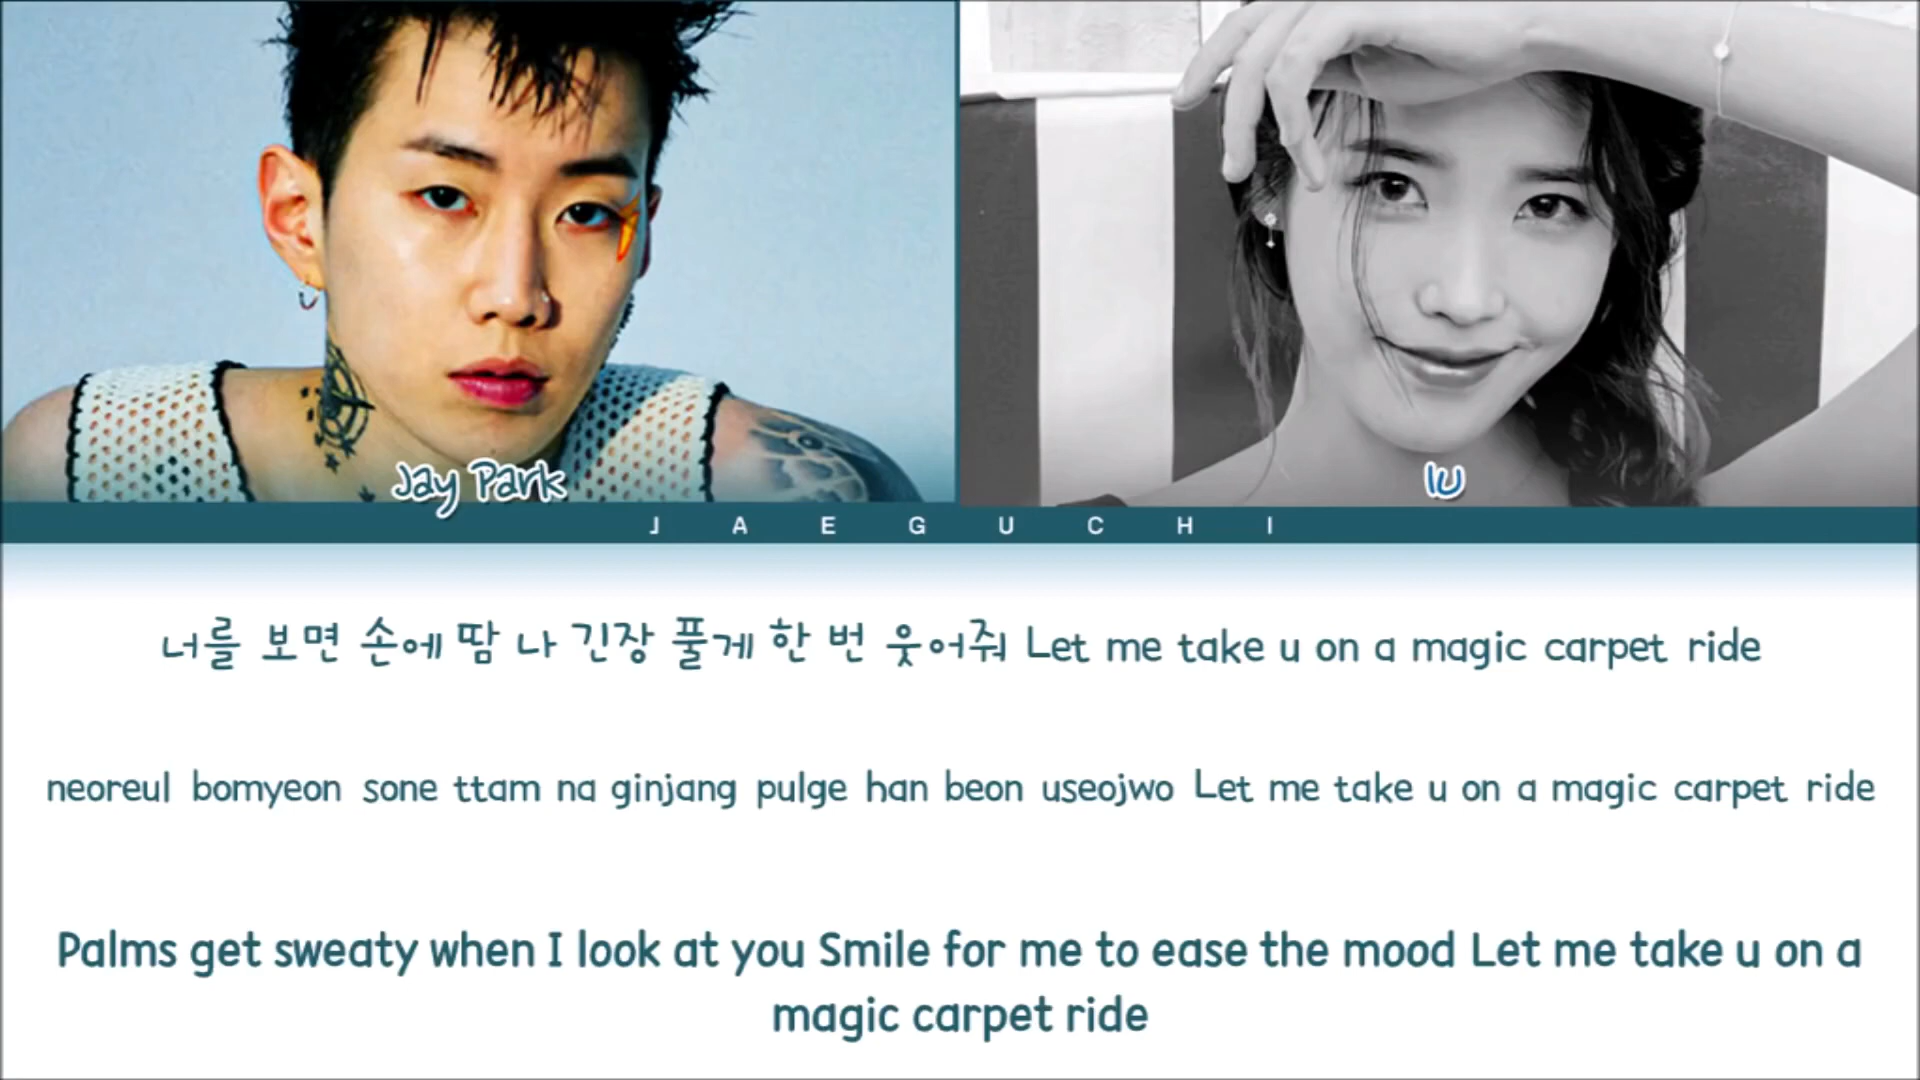 Jay Park
IU
JAEGUCHI
너를 보면 손에 땀 나 긴장 풀게 한 번 웃어줘 Let me take u on a magic carpet ride
neoreul bomyeon sone ttam na ginjang pulge han beon useojwo Let me take u on a magic carpet ride
Palms get sweaty when I look at you Smile for me to ease the mood Let me take u on a
magic carpet ride